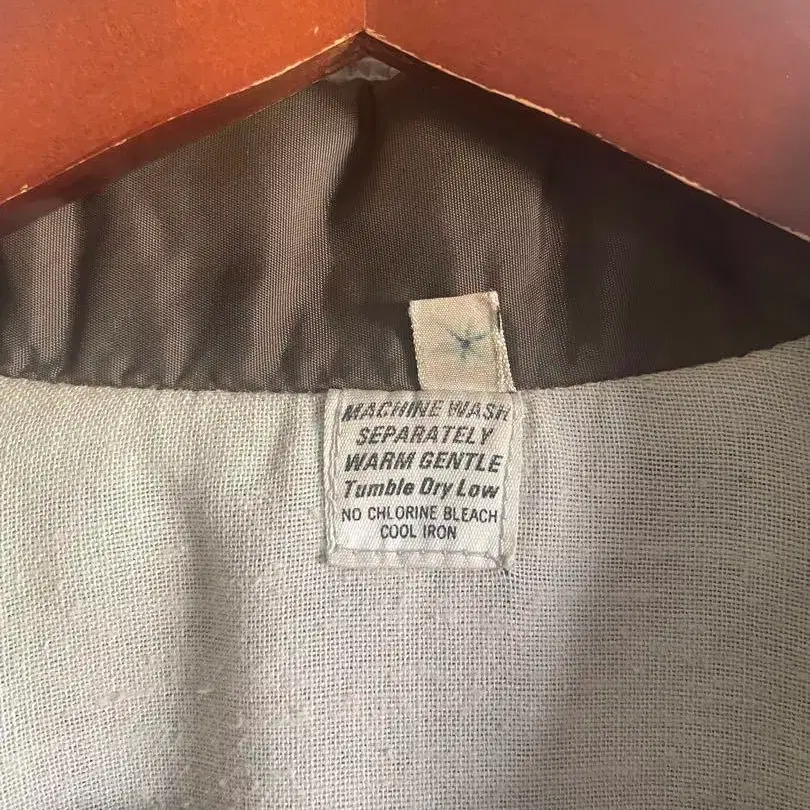 MACHINE WASH
SEPARATELY
WARM GENTLE
Tumble Dry Low
NO CHLORINE BLEACH
COOL IRON